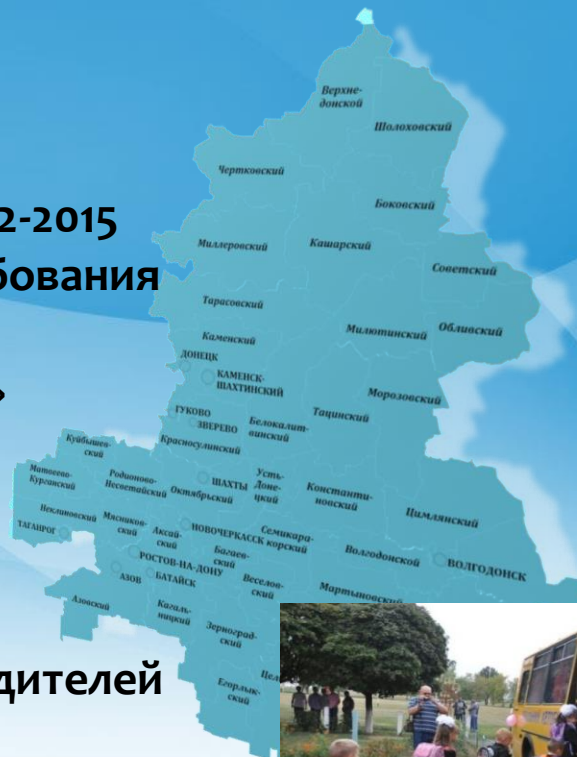 2-2015
бования
»
дителей
Верхне-
донской
Шолоховский
Чертковский
Боковский
Миллеровский
Кашарский
Советский
Тарасовский
Милютинский
Обливский
Каменский
ДОНЕЦК
КАМЕНСК-
ШАХТИНСКИЙ
Морозовский
Тацинский
ГУКОВО
ЗВЕРЕВО
Белокалит-
винский
Красносулинский
Куйбышев-
ский
Матвеево-
Курганский
Родионово-
Несветайский
Октябрьский
ШАХТЫ
Усть-
Доне-
цкий
Константи-
новский
Цимлянский
Неклиновский
Мясников-
ский
Аксай-
ский
НОВОЧЕРКАССК
Семикара-
корский
ТАГАНРОГ
РОСТОВ-НА-ДОНУ
Багаев-
ский
Волгодонской
ВОЛГОДОНСК
АЗОВ
БАТАЙСК
Веселов-
ский
Мартыновский
Азовский
Кагаль-
ницкий
Зерноград-
ский
Егорлык-
ский
Цел